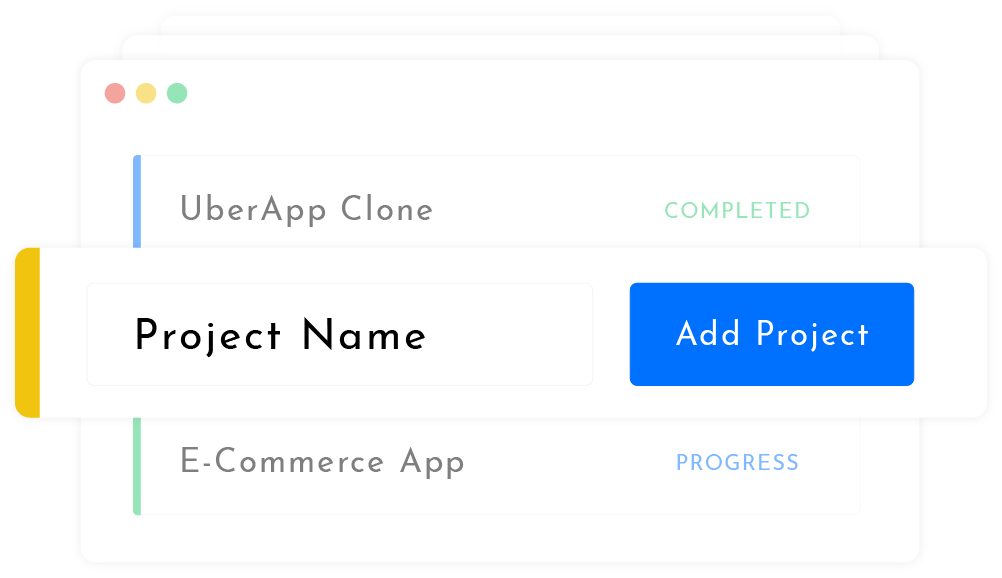 UberApp Clone
COMPLETED
Project Name
Add Project
E-Commerce App
PROGRESS